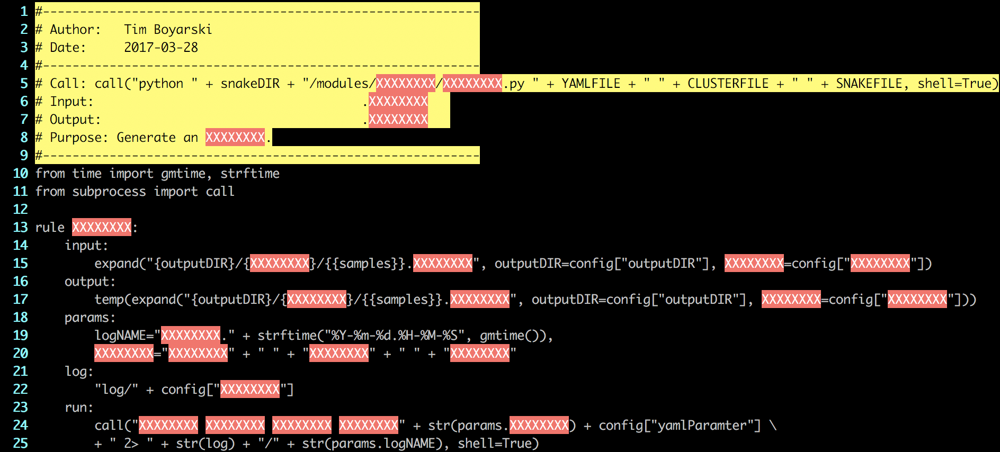 1 #-----------------------------------------------------------
2 # Author:   Tim Boyarski
3 # Date:     2017-03-28
4 #-----------------------------------------------------------
5 # Call: call("python " + snakeDIR + "/modules/XXXXXXXX/XXXXXXXX.py " + YAMLFILE + " " + CLUSTERFILE + " " + SNAKEFILE, shell=True)
6 # Input:                                    .XXXXXXXX
7 # Output:                                   .XXXXXXXX
8 # Purpose: Generate an XXXXXXXX.
9 #-----------------------------------------------------------
10 from time import gmtime, strftime
11 from subprocess import call
12
13 rule XXXXXXXX:
14     input:
15         expand("{outputDIR}/{XXXXXXXX}/{{samples}}.XXXXXXXX", outputDIR=config["outputDIR"], XXXXXXXX=config["XXXXXXXX"])
16     output:
17         temp(expand("{outputDIR}/{XXXXXXXX}/{{samples}}.XXXXXXXX", outputDIR=config["outputDIR"], XXXXXXXX=config["XXXXXXXX"]))
18     params:
19         logNAME="XXXXXXXX." + strftime("%Y-%m-%d.%H-%M-%S", gmtime()),
20         XXXXXXXX="XXXXXXXX" + " " + "XXXXXXXX" + " " + "XXXXXXXX"
21     log:
22         "log/" + config["XXXXXXXX"]
23     run:
24         call("XXXXXXXX XXXXXXXX XXXXXXXX XXXXXXXX" + str(params.XXXXXXXX) + config["yamlParamter"] \
25         + " 2> " + str(log) + "/" + str(params.logNAME), shell=True)